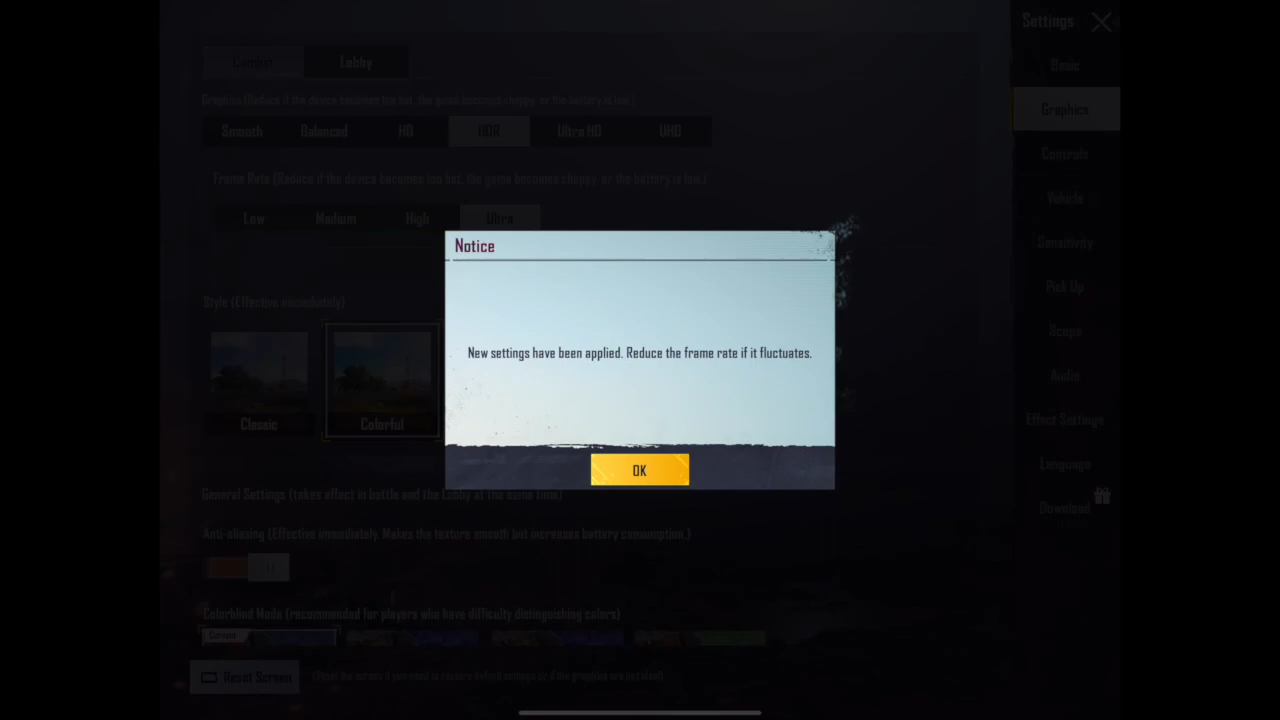 Settings
Combat
Lobby
Basic
Graphics (Reduce if the device becomes too hot, the game becomes choppy, or the battery is low.)
Graphics
Smooth
Balanced
HD
HDR
Ultra HD
UHD
Controls
Frame Rate (Reduce if the device becomes too hot, the game becomes choppy, or the battery is low.)
Vehicle
Low
Medium
High
Ultra
Notice
Sensitivity
Pick Up
Style (Effective immediately)
Scope
New settings have been applied. Reduce the frame rate if it fluctuates.
Audio
Classic
Colorful
Effect Settings
OK
Language
General Settings (takes effect in battle and the Lobby at the same time)
Download
Anti-aliasing (Effective immediately. Makes the texture smooth but increases battery consumption.)
Colorblind Mode (recommended for players who have difficulty distinguishing colors)
Reset Screen